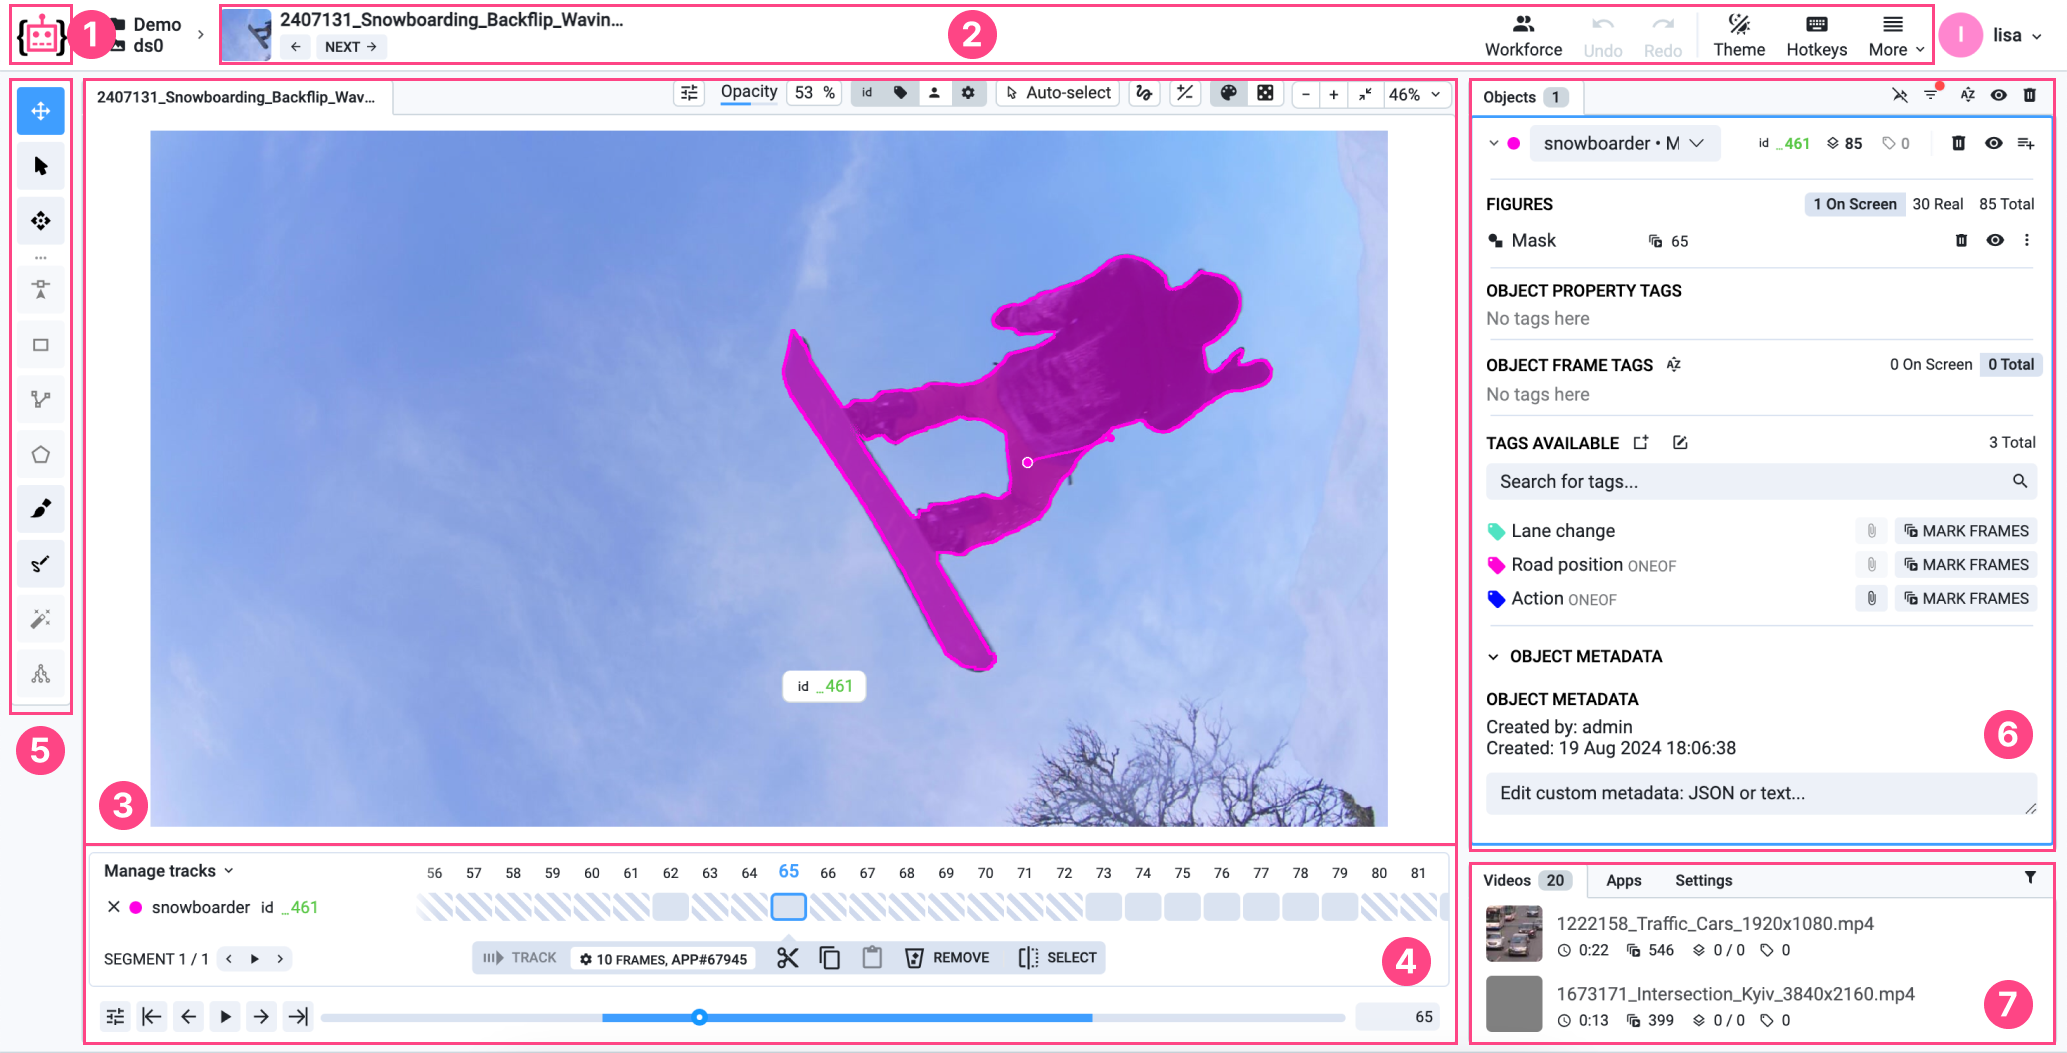 1
Demo
ds0
2407131_Snowboarding_Backflip_Wavin...
NEXT
2
Workforce
Undo
Redo
Theme
Hotkeys
More
l
lisa
2407131_Snowboarding_Backflip_Wav...
Opacity
53 %
id
Auto-select
46%
id _461
3
5
Manage tracks
56 57 58 59 60 61 62 63 64 65 66 67 68 69 70 71 72 73 74 75 76 77 78 79 80 81
snowboarder id _461
SEGMENT 1 / 1
TRACK
10 FRAMES, APP#67945
REMOVE
SELECT
4
65
Objects 1
snowboarder • M
id _461 85 0
FIGURES 1 On Screen 30 Real 85 Total
Mask 65
OBJECT PROPERTY TAGS
No tags here
OBJECT FRAME TAGS AZ 0 On Screen 0 Total
No tags here
TAGS AVAILABLE 3 Total
Search for tags...
Lane change MARK FRAMES
Road position ONEOF MARK FRAMES
Action ONEOF MARK FRAMES
OBJECT METADATA
OBJECT METADATA
Created by: admin
Created: 19 Aug 2024 18:06:38
6
Edit custom metadata: JSON or text...
Videos 20 Apps Settings
1222158_Traffic_Cars_1920x1080.mp4
0:22 546 0 / 0 0
1673171_Intersection_Kyiv_3840x2160.mp4
0:13 399 0 / 0 0
7